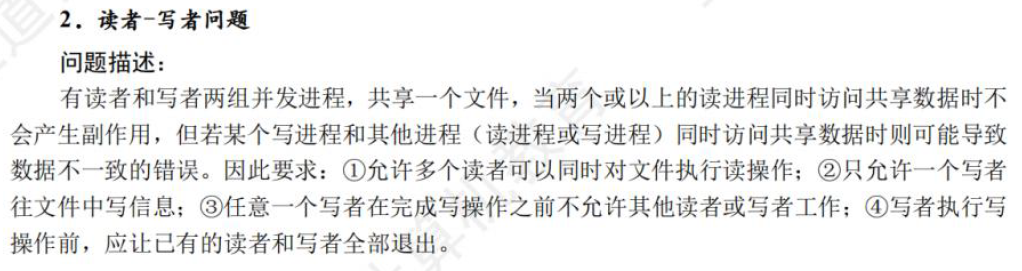 2．读者-写者问题
问题描述：
有读者和写者两组并发进程，共享一个文件，当两个或以上的读进程同时访问共享数据时不
会产生副作用，但若某个写进程和其他进程（读进程或写进程）同时访问共享数据时则可能导致
数据不一致的错误。因此要求：①允许多个读者可以同时对文件执行读操作；②只允许一个写者
往文件中写信息；③任意一个写者在完成写操作之前不允许其他读者或写者工作；④写者执行写
操作前，应让已有的读者和写者全部退出。